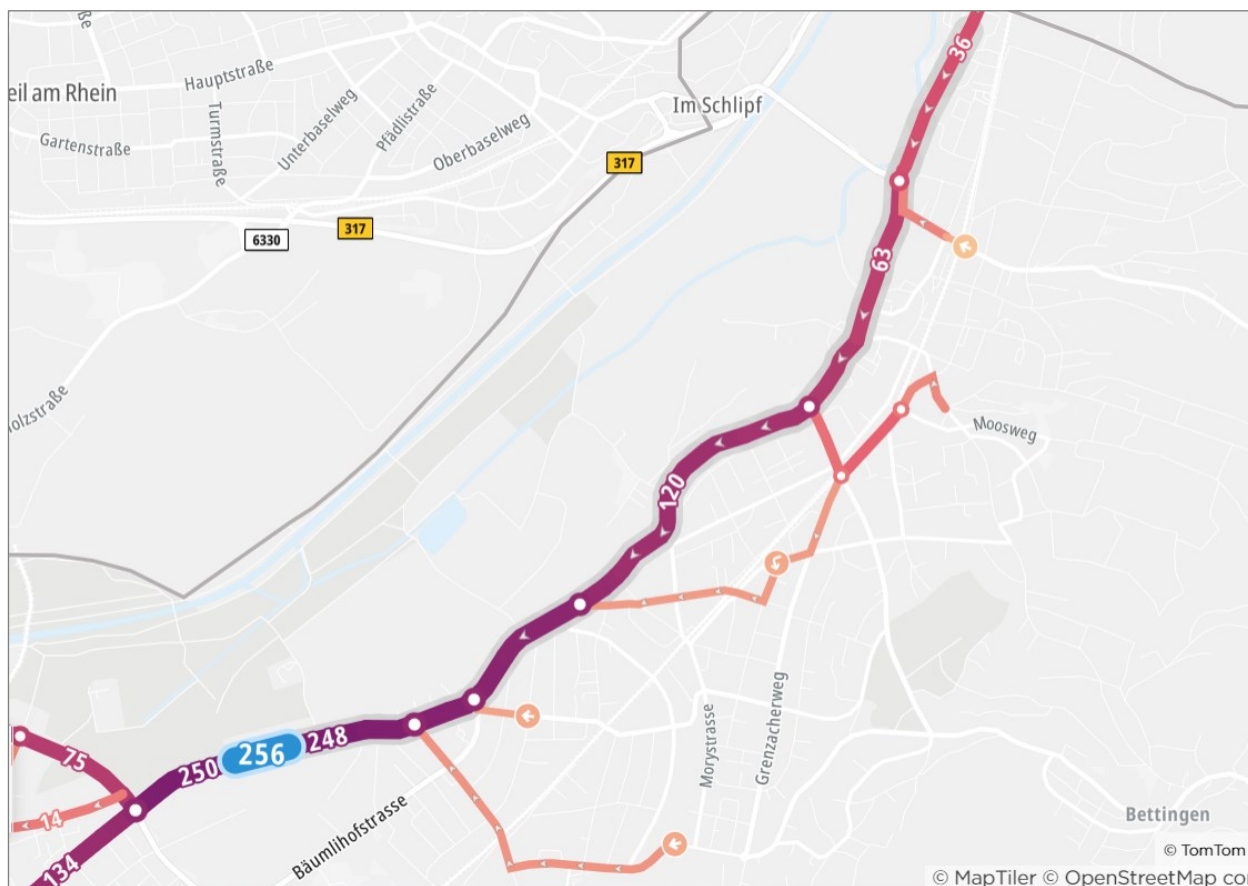 36
Hauptstraße
eil am Rhein
Im Schlipf
Turmstraße
Unterbaselweg
Pfädlistraße
Gartenstraße
Oberbaselweg
317
317
6330
63
olzstraße
Moosweg
120
Morystrasse
Grenzacherweg
75
250
256
248
14
134
Bäumlihofstrasse
Bettingen
© TomTom
© MapTiler © OpenStreetMap co